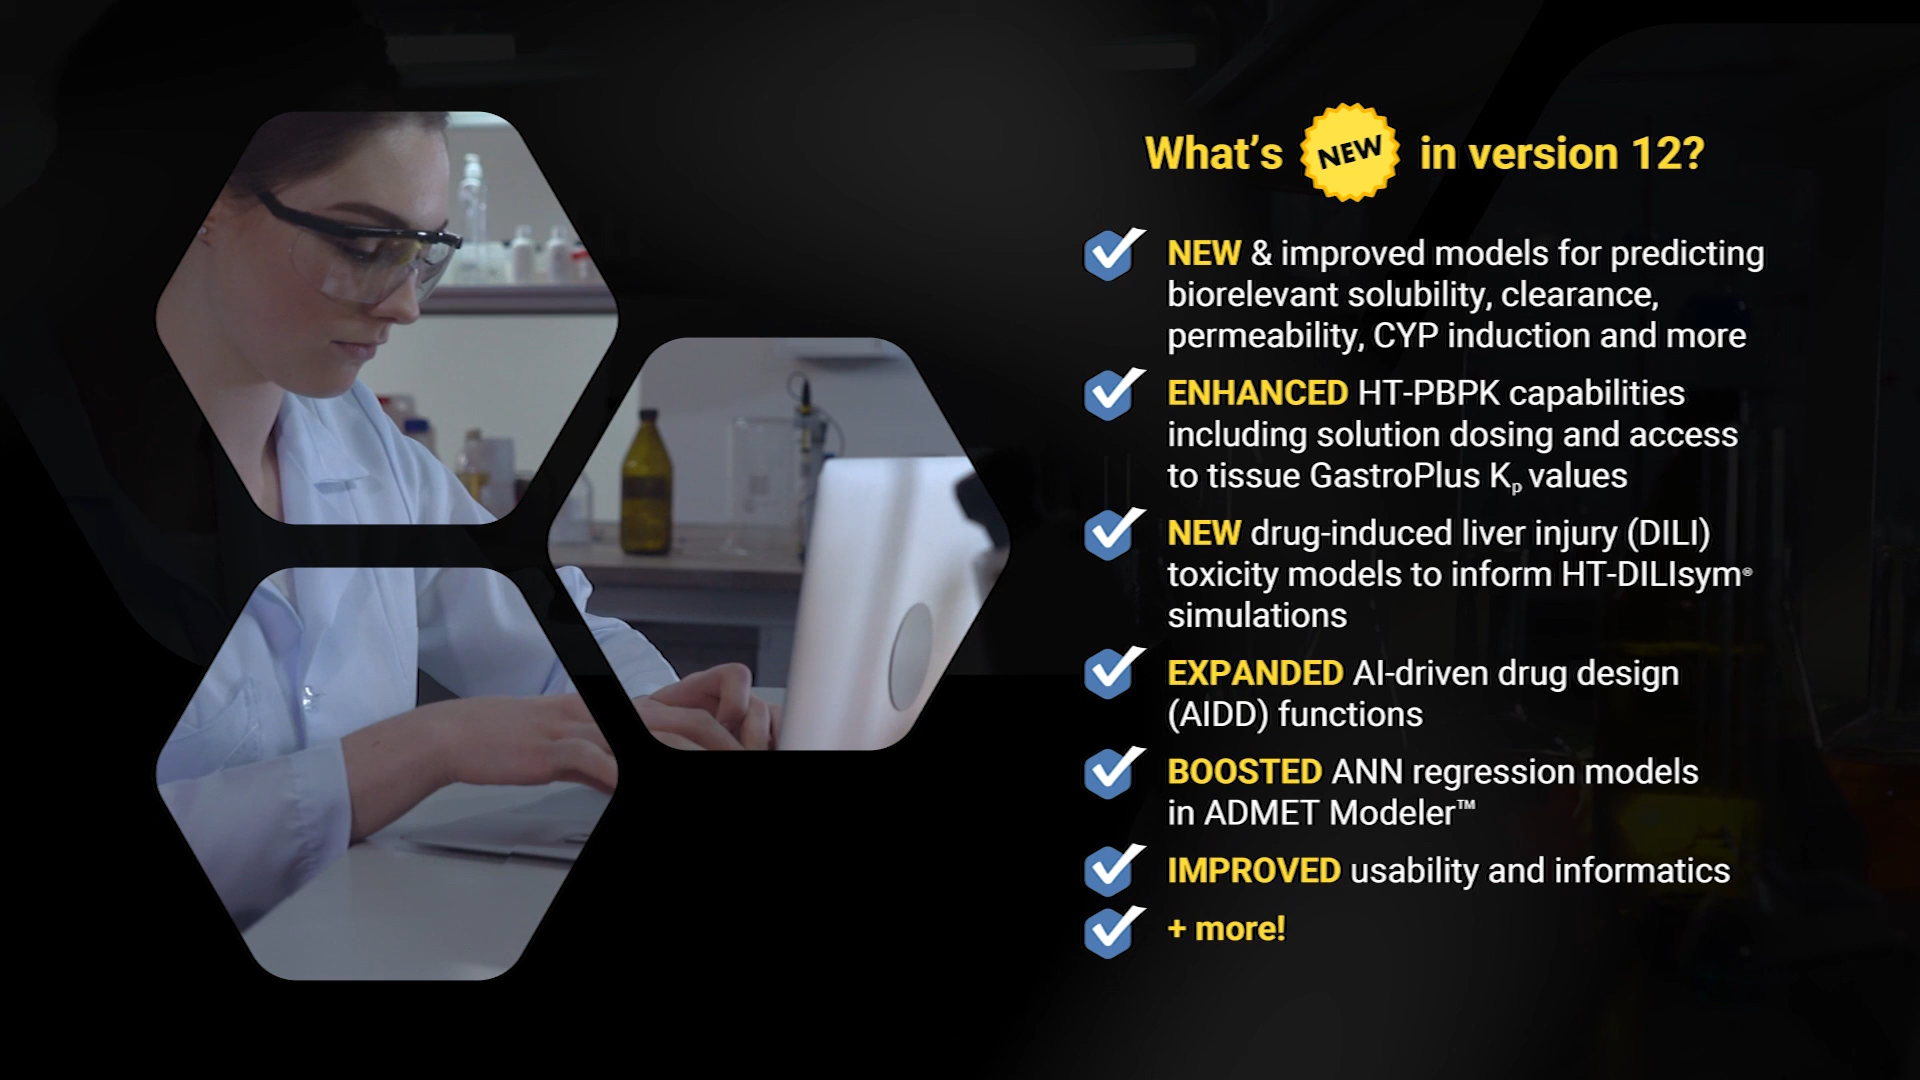 What's NEW in version 12?
NEW & improved models for predicting
biorelevant solubility, clearance,
permeability, CYP induction and more
ENHANCED HT-PBPK capabilities
including solution dosing and access
to tissue GastroPlus Kp values
NEW drug-induced liver injury (DILI)
toxicity models to inform HT-DILIsym®
simulations
EXPANDED AI-driven drug design
(AIDD) functions
BOOSTED ANN regression models
in ADMET Modeler™
IMPROVED usability and informatics
+ more!